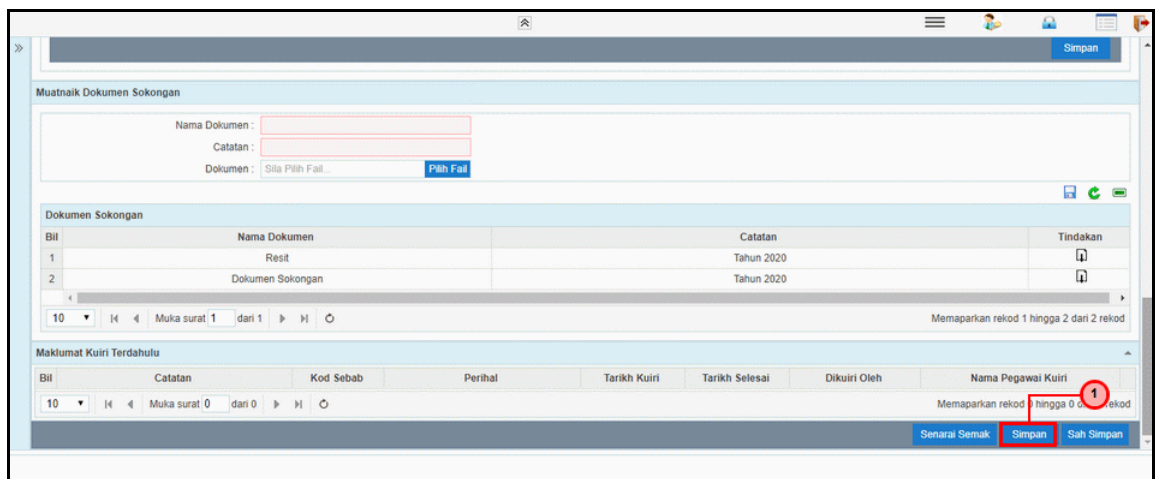 Simpan
Muatnaik Dokumen Sokongan
Nama Dokumen :
Catatan :
Dokumen : Sila Pilih Fail... Pilih Fail
Dokumen Sokongan
Bil Nama Dokumen Catatan Tindakan
1 Resit Tahun 2020
2 Dokumen Sokongan Tahun 2020
10 Muka surat 1 dari 1 Memaparkan rekod 1 hingga 2 dari 2 rekod
Maklumat Kuiri Terdahulu
Bil Catatan Kod Sebab Perihal Tarikh Kuiri Tarikh Selesai Dikuiri Oleh Nama Pegawai Kuiri
1
10 Muka surat 0 dari 0 Memaparkan rekod 0 hingga 0 rekod
Senarai Semak Simpan Sah Simpan